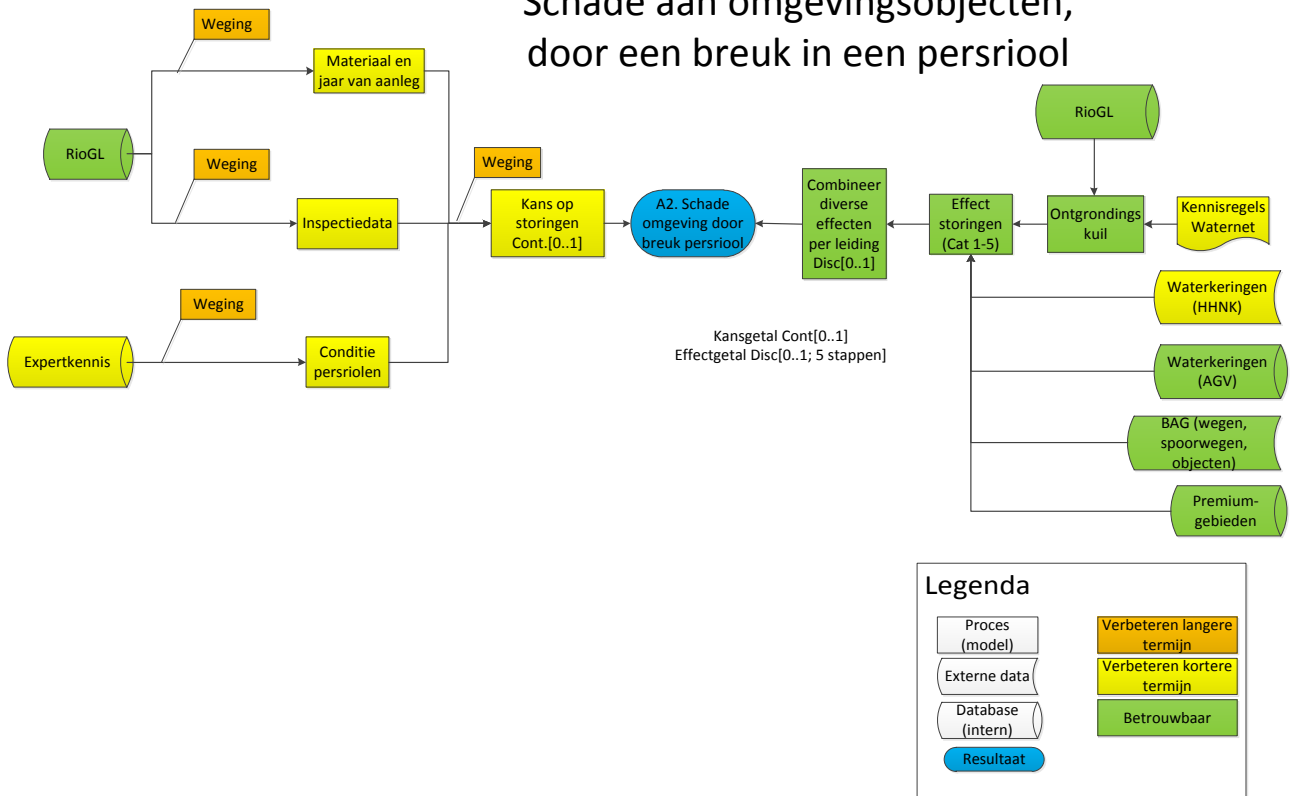 Schade aan omgevingsobjecten,
door een breuk in een persriool
Weging
Materiaal en
jaar van aanleg
RioGL
Weging
Inspectiedata
Weging
Kans op
storingen
Cont.[0..1]
Weging
Expertkennis
Conditie
persriolen
A2. Schade
omgeving door
breuk persriool
Combineer
diverse
effecten
per leiding
Disc[0..1]
Effect
storingen
(Cat 1-5)
RioGL
Ontgrondings
kuil
Kennisregels
Waternet
Waterkeringen
(HHNK)
Waterkeringen
(AGV)
BAG (wegen,
spoorwegen,
objecten)
Premium-
gebieden
Kansgetal Cont[0..1]
Effectgetal Disc[0..1; 5 stappen]
Legenda
Proces
(model)
Externe data
Database
(intern)
Resultaat
Verbeteren langere
termijn
Verbeteren kortere
termijn
Betrouwbaar